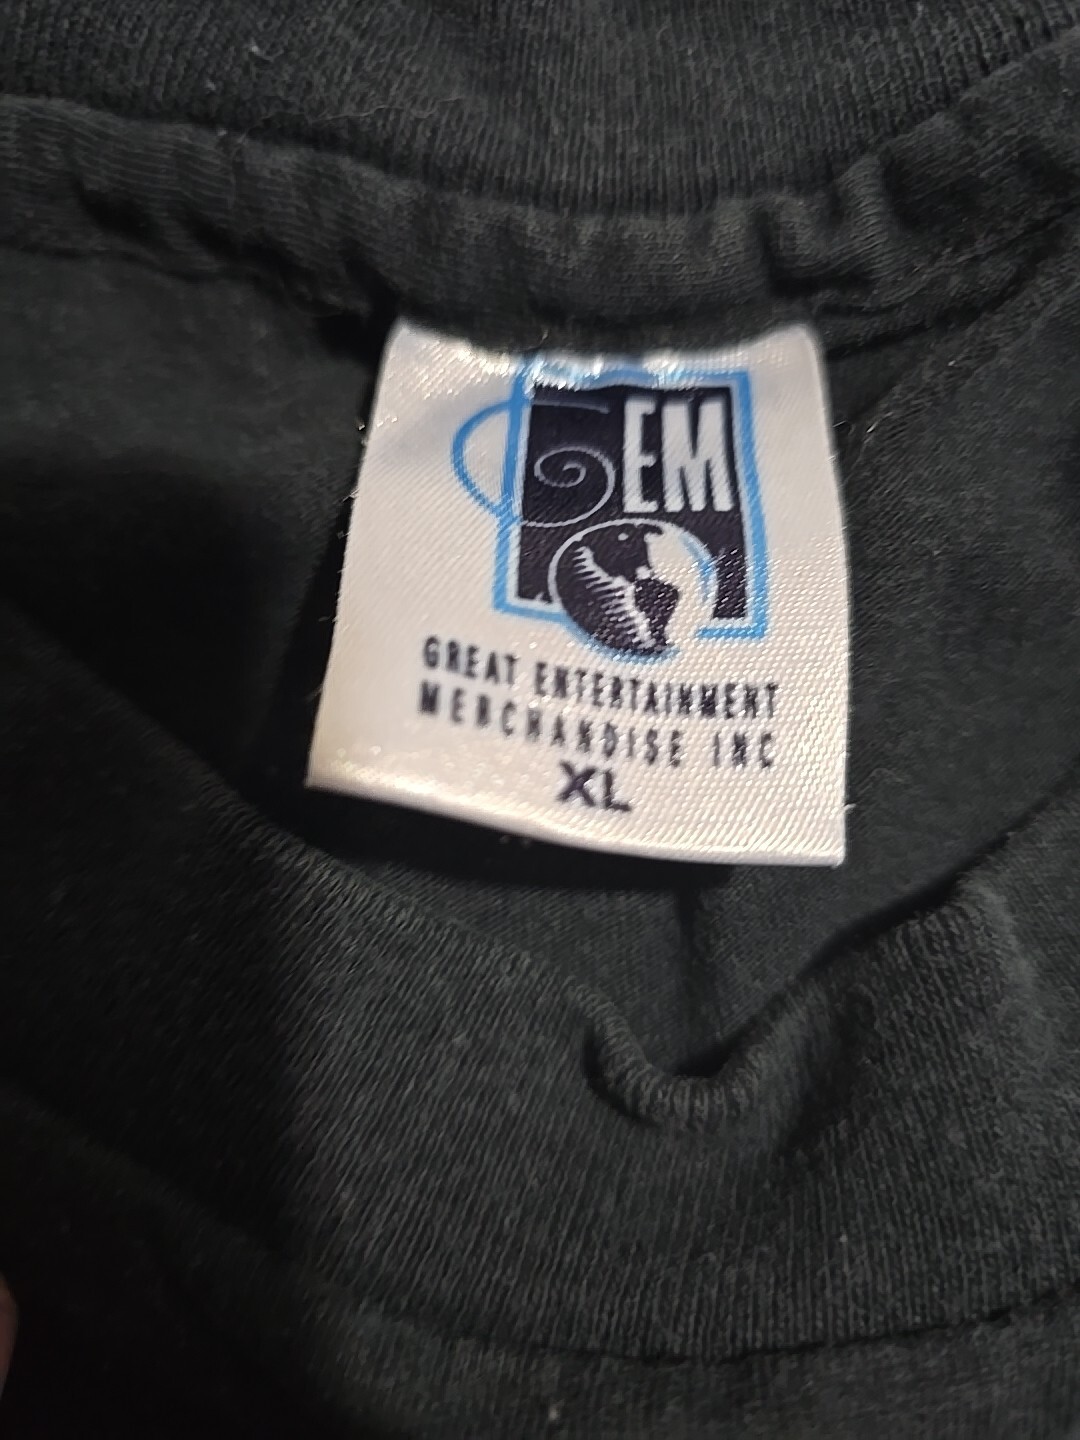 GEM
GREAT ENTERTAINMENT
MERCHANDISE INC
XL